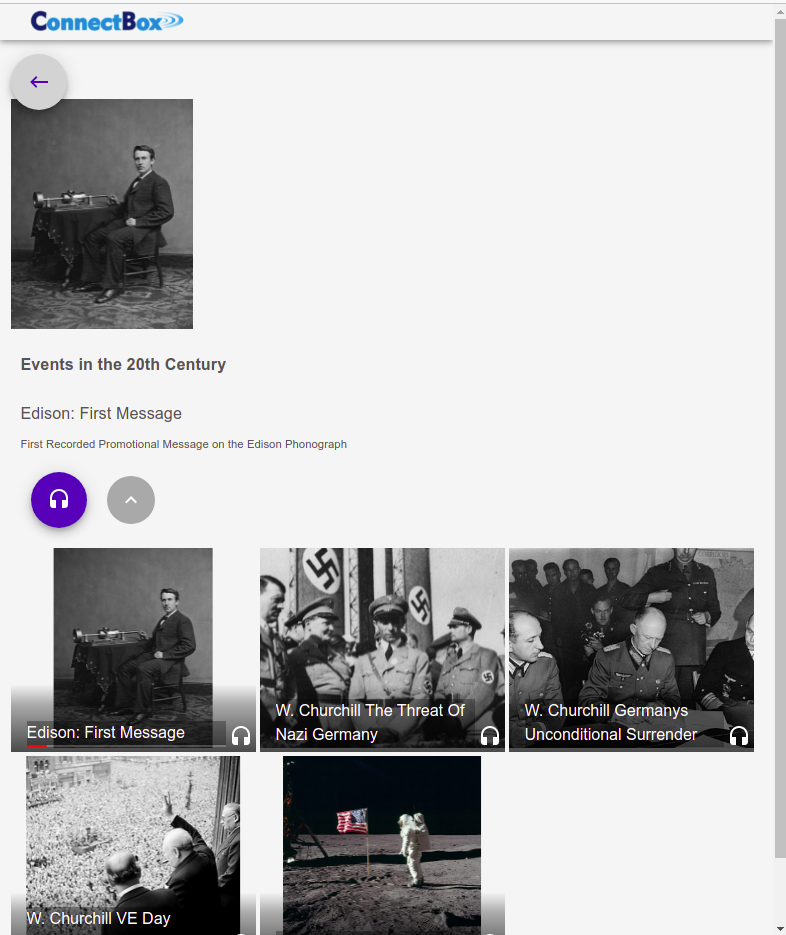 ConnectBox
Events in the 20th Century
Edison: First Message
First Recorded Promotional Message on the Edison Phonograph
Edison: First Message
W. Churchill The Threat Of
Nazi Germany
W. Churchill Germanys
Unconditional Surrender
W. Churchill VE Day